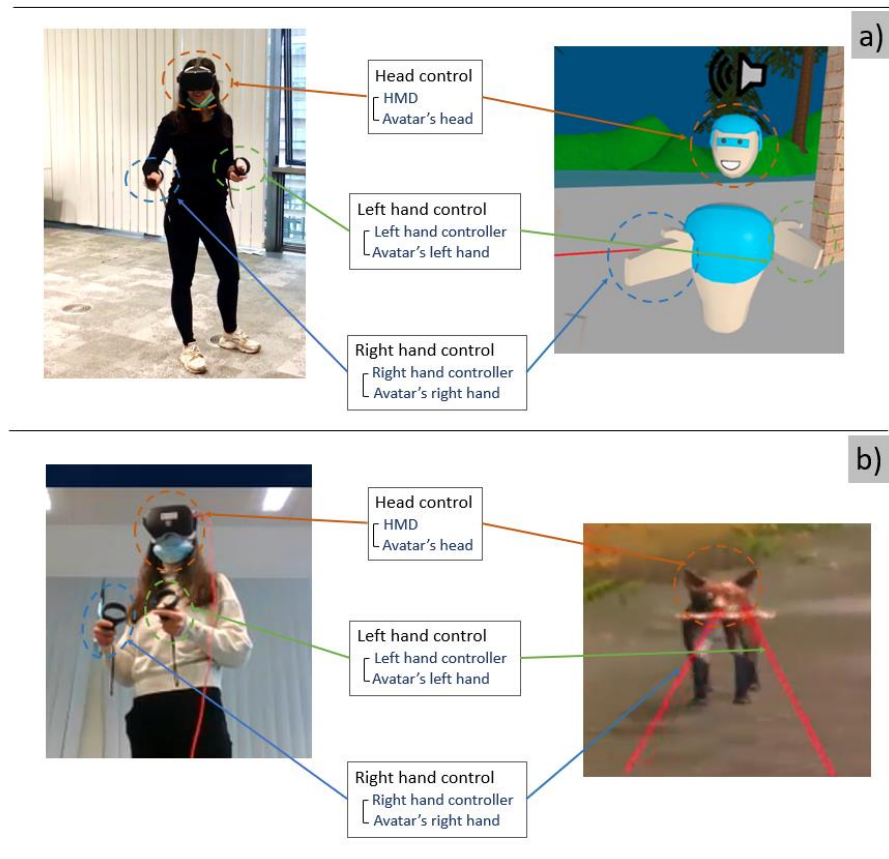 a)
Head control
HMD
Avatar's head
Left hand control
Left hand controller
Avatar's left hand
Right hand control
Right hand controller
Avatar's right hand
b)
Head control
HMD
Avatar's head
Left hand control
Left hand controller
Avatar's left hand
Right hand control
Right hand controller
Avatar's right hand